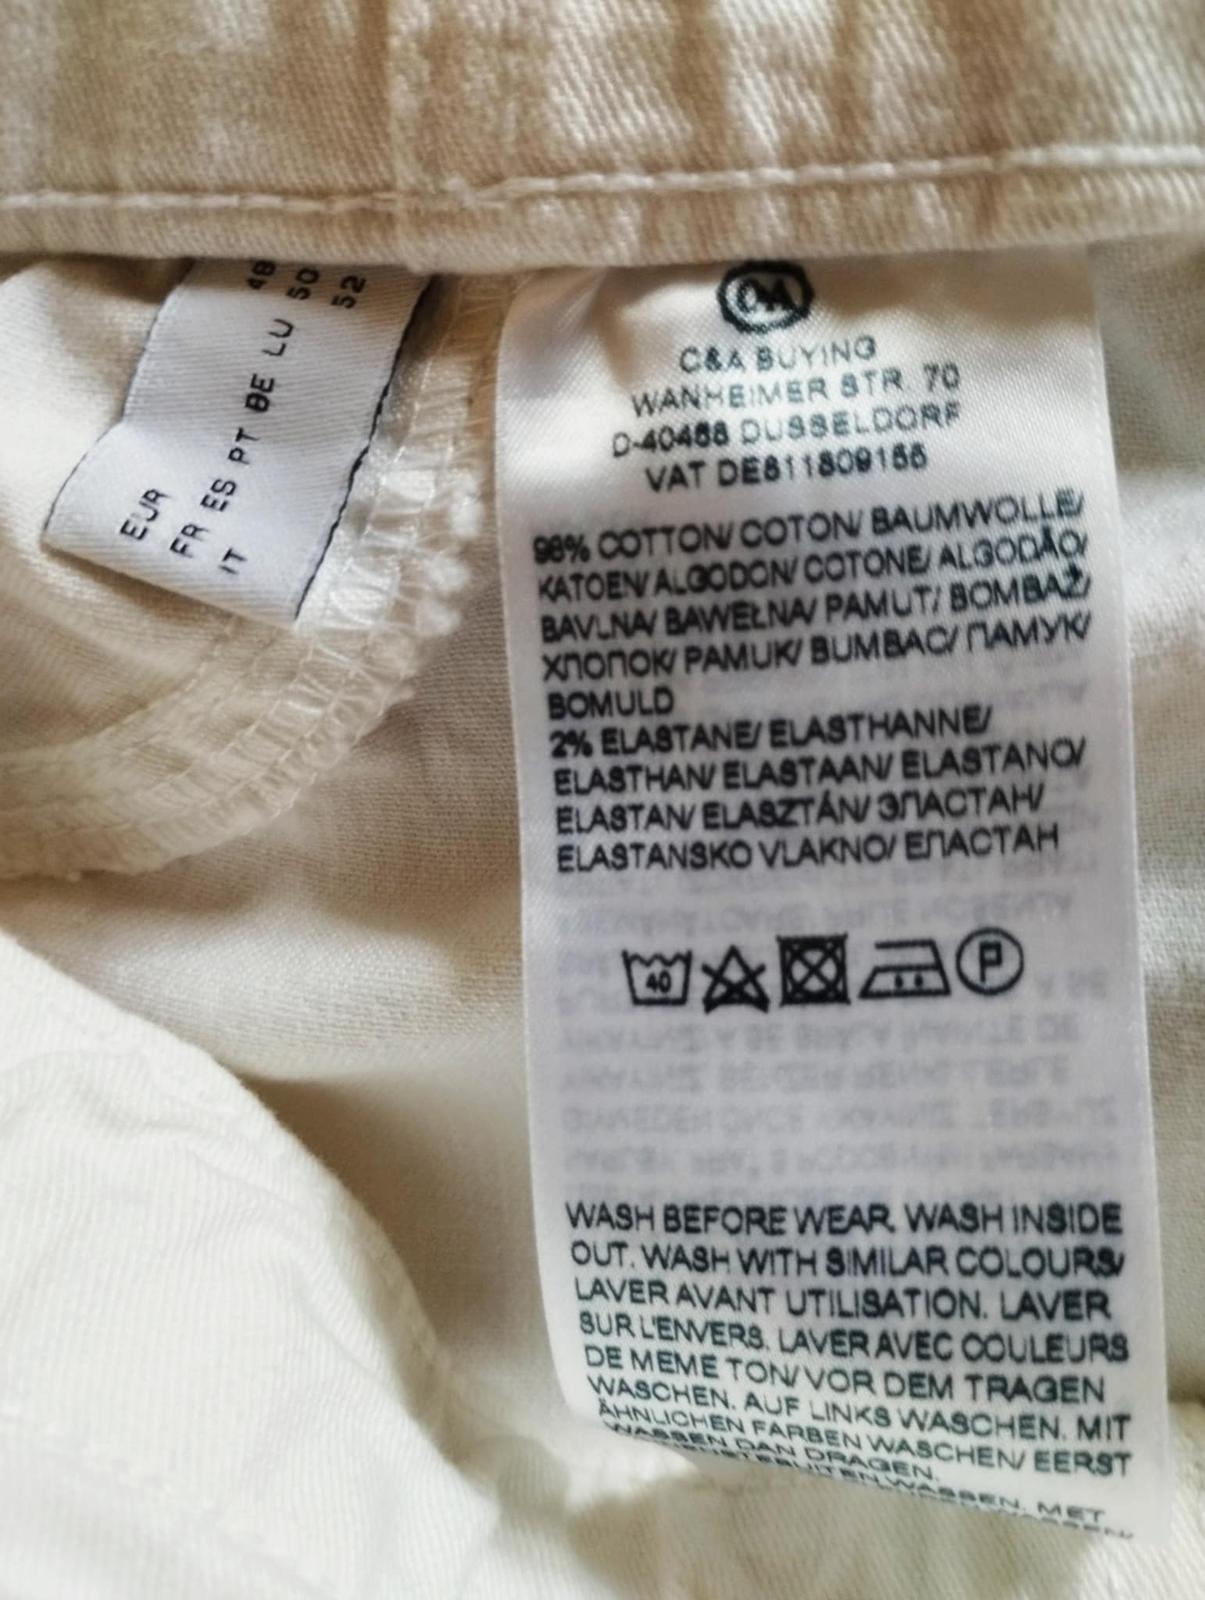 EUR 48
FR ES PT BE LU 50
IT 52
C&A
C&A BUYING
WANHEIMER STR. 70
D-40468 DUSSELDORF
VAT DE811809155
98% COTTON/ COTON/ BAUMWOLLE/
KATOEN/ ALGODON/ COTONE/ ALGODÃO/
BAVLNA/ BAWEŁNA/ PAMUT/ BOMBAŽ/
ХЛОПОК/ PAMUK/ BUMBAC/ ПАМУК/
BOMULD
2% ELASTANE/ ELASTHANNE/
ELASTHAN/ ELASTAAN/ ELASTANO/
ELASTAN/ ELASZTÁN/ ЭЛАСТАН/
ELASTANSKO VLAKNO/ ЕЛАСТАН
40 P
WASH BEFORE WEAR. WASH INSIDE
OUT. WASH WITH SIMILAR COLOURS/
LAVER AVANT UTILISATION. LAVER
SUR L'ENVERS. LAVER AVEC COULEURS
DE MEME TON/ VOR DEM TRAGEN
WASCHEN. AUF LINKS WASCHEN. MIT
ÄHNLICHEN FARBEN WASCHEN/ EERST
WASSEN DAN DRAGEN.
WASSEN. MET